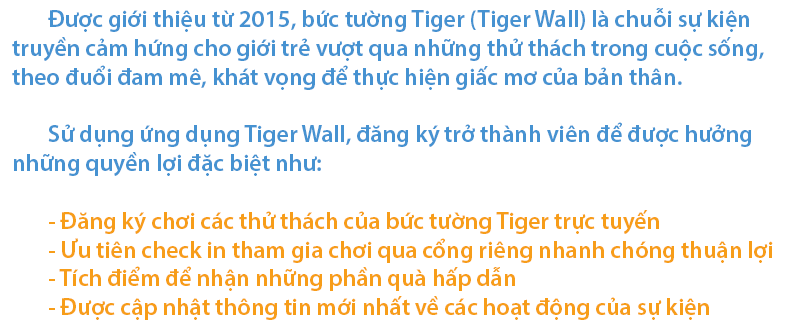 Được giới thiệu từ 2015, bức tường Tiger (Tiger Wall) là chuỗi sự kiện
truyền cảm hứng cho giới trẻ vượt qua những thử thách trong cuộc sống,
theo đuổi đam mê, khát vọng để thực hiện giấc mơ của bản thân.
Sử dụng ứng dụng Tiger Wall, đăng ký trở thành viên để được hưởng
những quyền lợi đặc biệt như:
- Đăng ký chơi các thử thách của bức tường Tiger trực tuyến
- Ưu tiên check in tham gia chơi qua cổng riêng nhanh chóng thuận lợi
- Tích điểm để nhận những phần quà hấp dẫn
- Được cập nhật thông tin mới nhất về các hoạt động của sự kiện